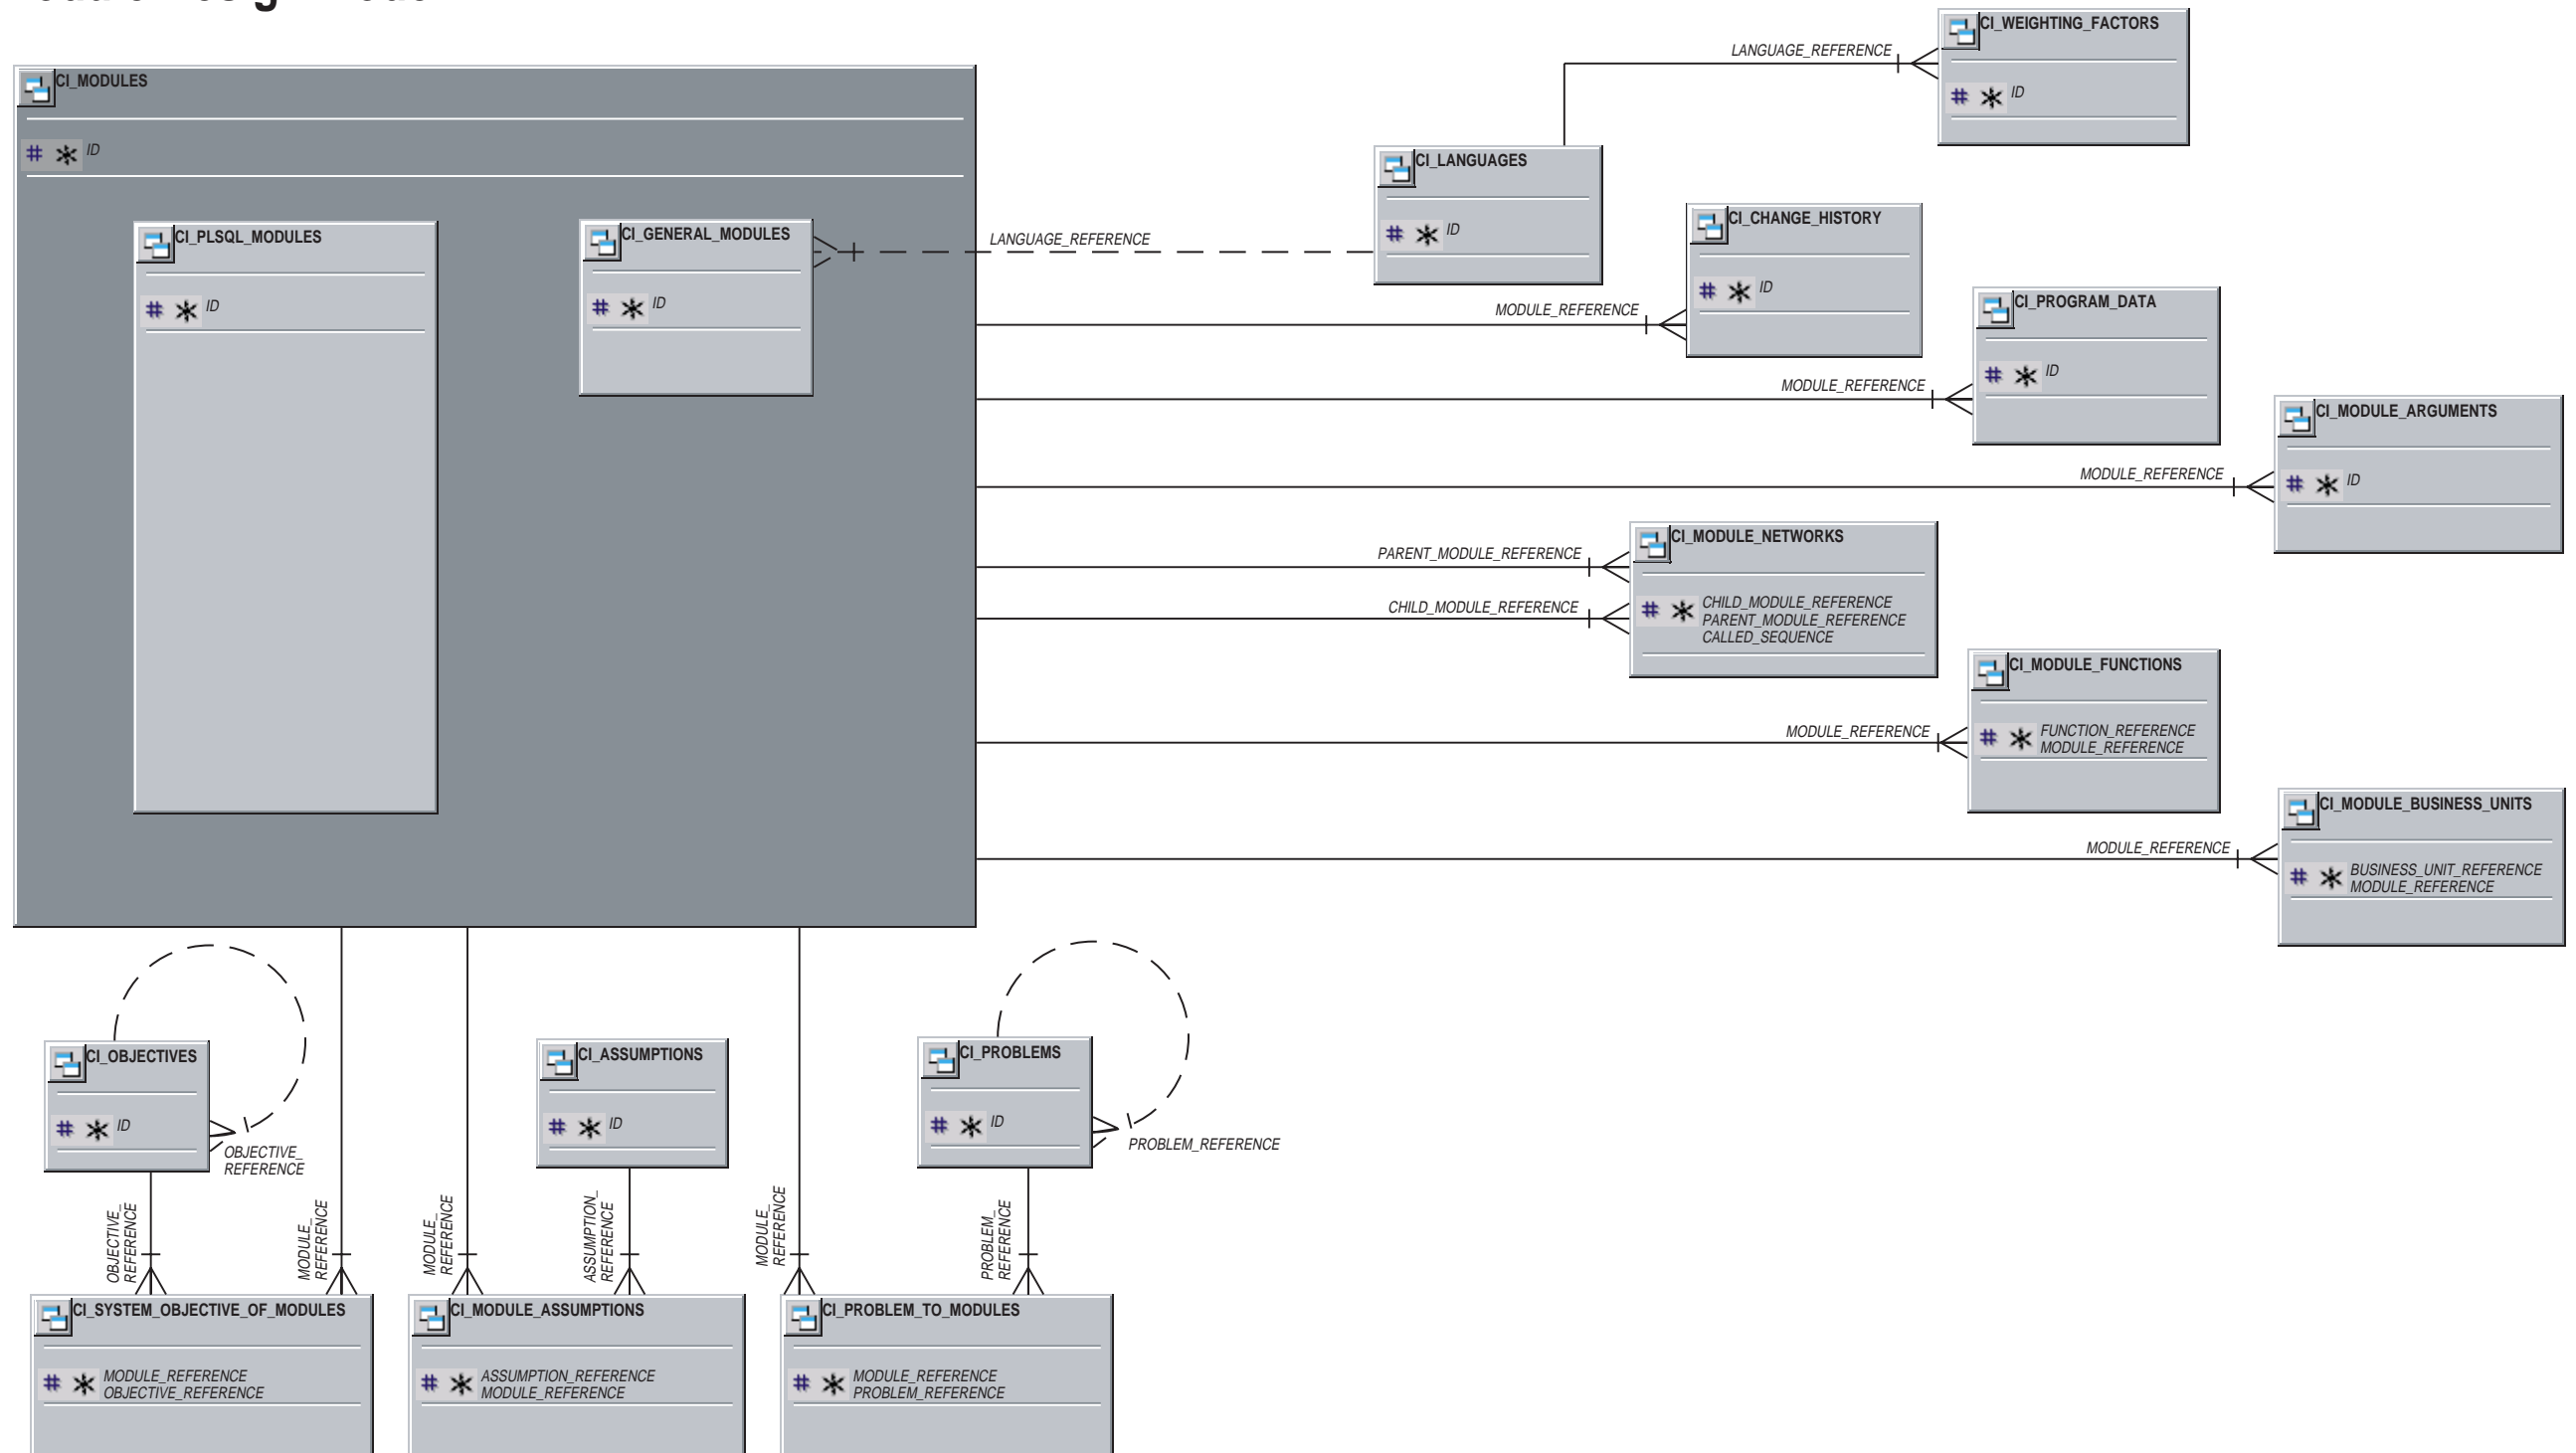 CI_WEIGHTING_FACTORS
LANGUAGE_REFERENCE
# * ID
CI_MODULES
# * ID
CI_LANGUAGES
# * ID
CI_PLSQL_MODULES
# * ID
CI_GENERAL_MODULES
# * ID
LANGUAGE_REFERENCE
CI_CHANGE_HISTORY
# * ID
MODULE_REFERENCE
CI_PROGRAM_DATA
# * ID
MODULE_REFERENCE
CI_MODULE_ARGUMENTS
# * ID
MODULE_REFERENCE
CI_MODULE_NETWORKS
# * CHILD_MODULE_REFERENCE
PARENT_MODULE_REFERENCE
CALLED_SEQUENCE
PARENT_MODULE_REFERENCE
CHILD_MODULE_REFERENCE
CI_MODULE_FUNCTIONS
# * FUNCTION_REFERENCE
MODULE_REFERENCE
MODULE_REFERENCE
CI_MODULE_BUSINESS_UNITS
# * BUSINESS_UNIT_REFERENCE
MODULE_REFERENCE
MODULE_REFERENCE
CI_OBJECTIVES
# * ID
OBJECTIVE_
REFERENCE
CI_ASSUMPTIONS
# * ID
CI_PROBLEMS
# * ID
PROBLEM_REFERENCE
OBJECTIVE_
REFERENCE
MODULE_
REFERENCE
MODULE_
REFERENCE
ASSUMPTION_
REFERENCE
MODULE_
REFERENCE
PROBLEM_
REFERENCE
CI_SYSTEM_OBJECTIVE_OF_MODULES
# * MODULE_REFERENCE
OBJECTIVE_REFERENCE
CI_MODULE_ASSUMPTIONS
# * ASSUMPTION_REFERENCE
MODULE_REFERENCE
CI_PROBLEM_TO_MODULES
# * MODULE_REFERENCE
PROBLEM_REFERENCE